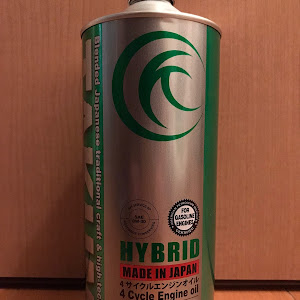 Blended Japanese traditional craft & high tec
FOR
GASOLINE
ENGINES
HYBRID
MADE IN JAPAN
4サイクルエンジンオイル
4 Cycle Engine oil